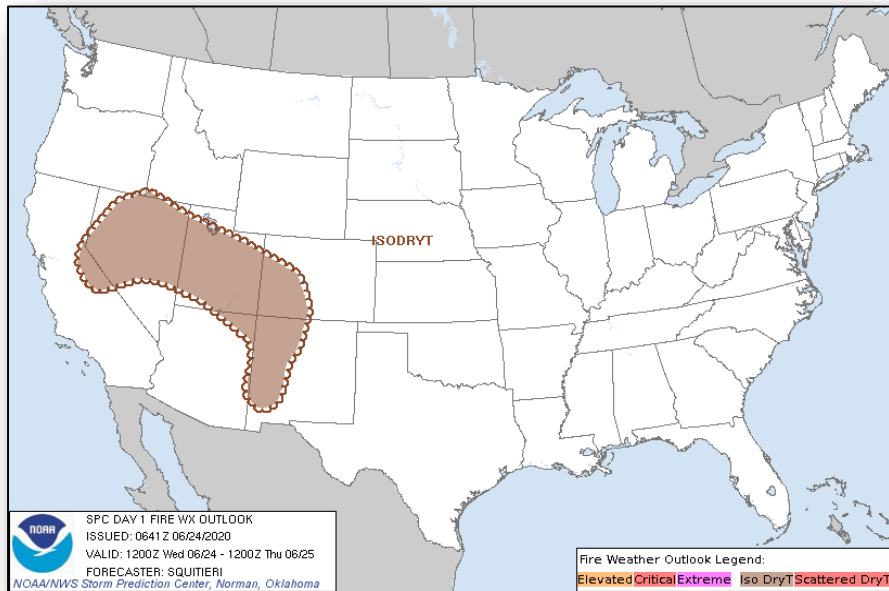 ISODRYT
NOAA
SPC DAY 1 FIRE WX OUTLOOK
ISSUED: 0641Z 06/24/2020
VALID: 1200Z Wed 06/24 - 1200Z Thu 06/25
FORECASTER: SQUITIERI
NOAA/NWS Storm Prediction Center, Norman, Oklahoma
Fire Weather Outlook Legend:
Elevated Critical Extreme Iso DryT Scattered DryT